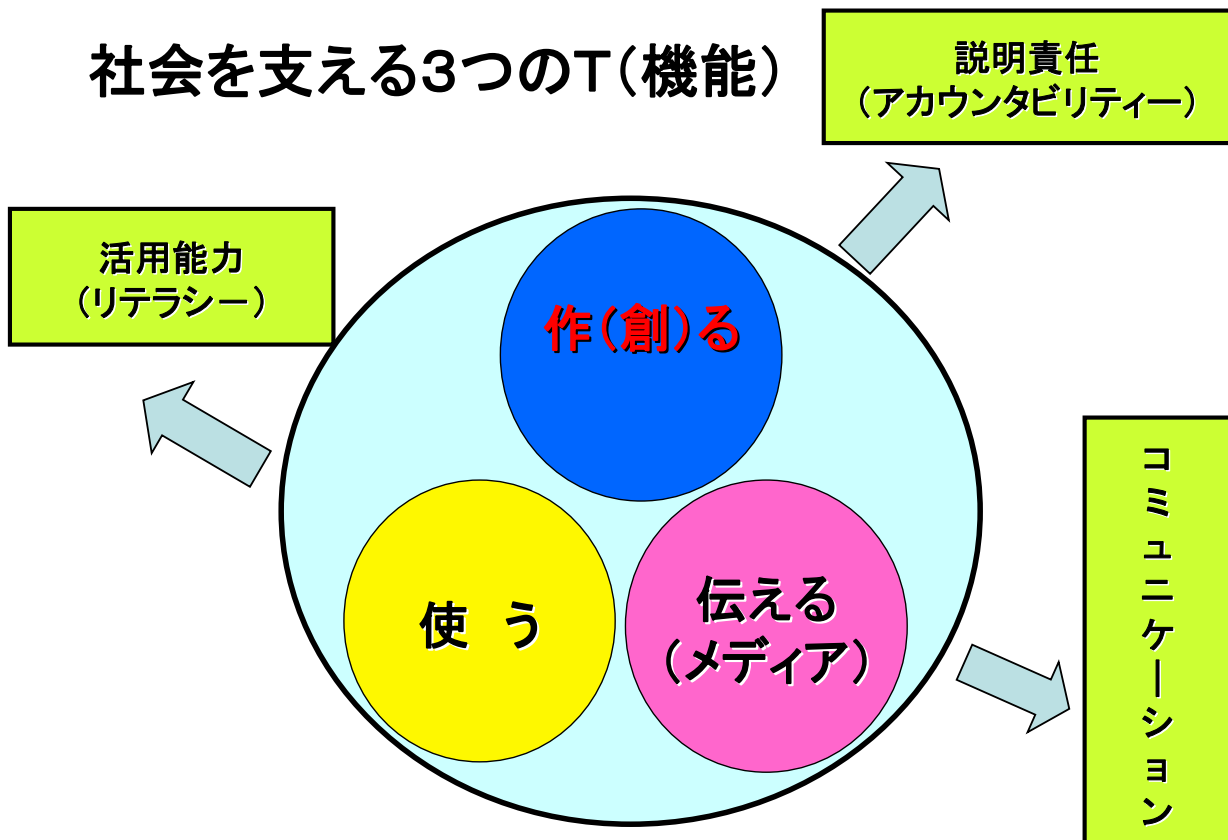 社会を支える3つのT(機能)
説明責任
(アカウンタビリティー)
活用能力
(リテラシー)
作(創)る
使 う
伝える
(メディア)
コミュニケーション